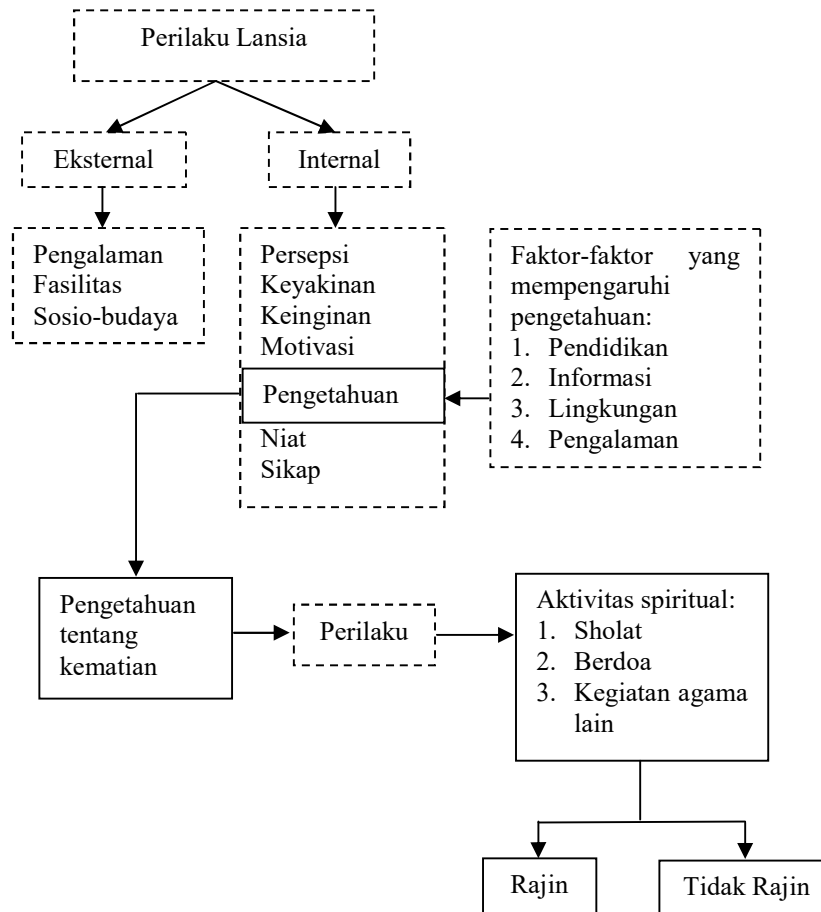 Perilaku Lansia
Eksternal
Internal
Pengalaman
Fasilitas
Sosio-budaya
Persepsi
Keyakinan
Keinginan
Motivasi
Pengetahuan
Niat
Sikap
Faktor-faktor yang
mempengaruhi
pengetahuan:
1. Pendidikan
2. Informasi
3. Lingkungan
4. Pengalaman
Pengetahuan
tentang
kematian
Perilaku
Aktivitas spiritual:
1. Sholat
2. Berdoa
3. Kegiatan agama
lain
Rajin
Tidak Rajin